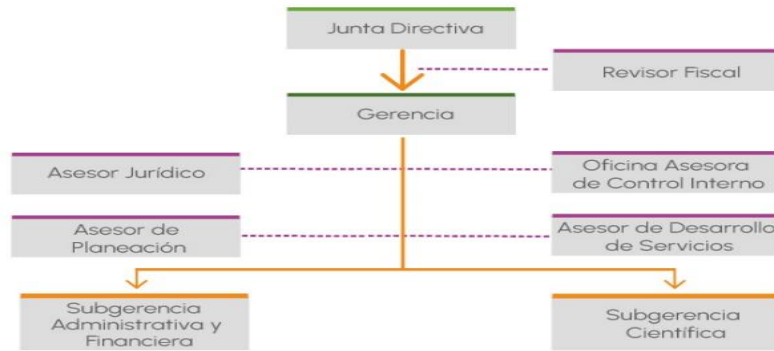 Junta Directiva
Revisor Fiscal
Gerencia
Asesor Jurídico
Oficina Asesora
de Control Interno
Asesor de
Planeación
Asesor de Desarrollo
de Servicios
Subgerencia
Administrativa y
Financiera
Subgerencia
Científica